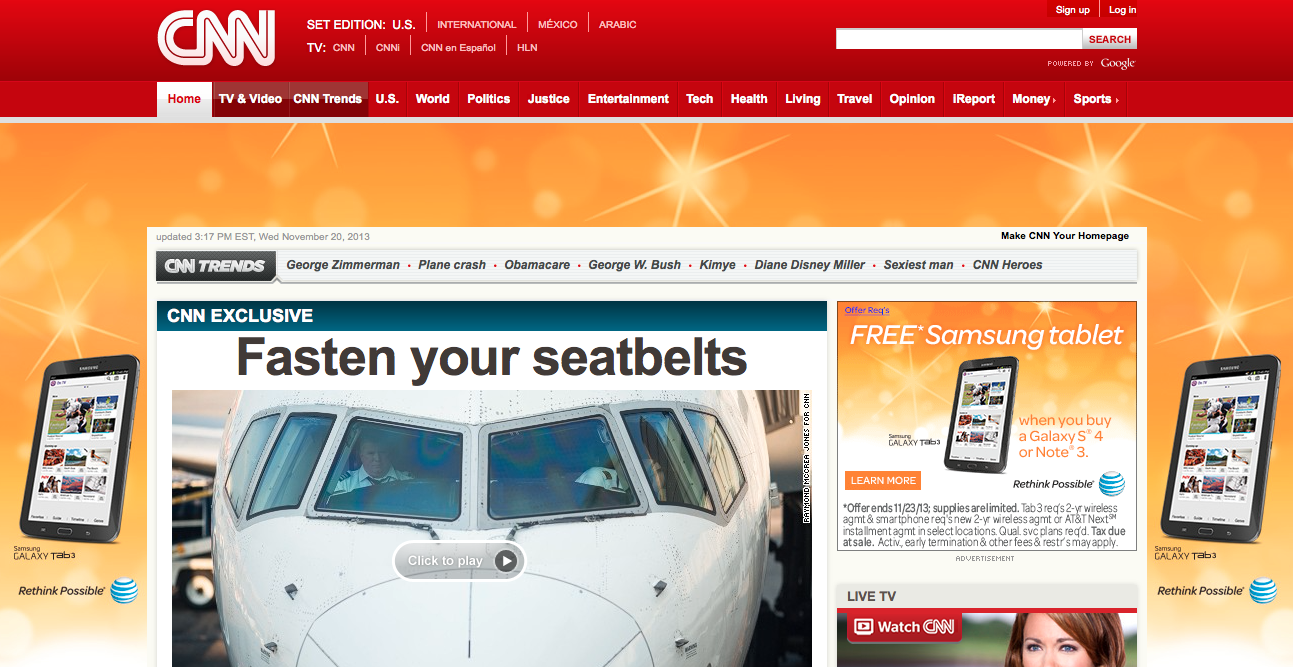 Sign up
Log in
CNN
SET EDITION: U.S. INTERNATIONAL MÉXICO ARABIC
TV: CNN CNNi CNN en Español HLN
SEARCH
POWERED BY Google
Home TV & Video CNN Trends U.S. World Politics Justice Entertainment Tech Health Living Travel Opinion iReport Money Sports
updated 3:17 PM EST, Wed November 20, 2013
Make CNN Your Homepage
CNN TRENDS George Zimmerman • Plane crash • Obamacare • George W. Bush • Kimye • Diane Disney Miller • Sexiest man • CNN Heroes
CNN EXCLUSIVE
Fasten your seatbelts
RAYMOND MCCREA JONES FOR CNN
Click to play
Offer Req's
FREE* Samsung tablet
when you buy
a Galaxy S® 4
or Note® 3.
Samsung
GALAXY Tab3
LEARN MORE
Rethink Possible®
*Offer ends 11/23/13; supplies are limited. Tab 3 req's 2-yr wireless
agmt & smartphone req's new 2-yr wireless agmt or AT&T Next℠
installment agmt in select locations. Qual. svc plans req'd. Tax due
at sale. Activ., early termination & other fees & restr's may apply.
ADVERTISEMENT
LIVE TV
Watch CNN
SAMSUNG
Samsung
GALAXY Tab3
Rethink Possible®
SAMSUNG
Samsung
GALAXY Tab3
Rethink Possible®